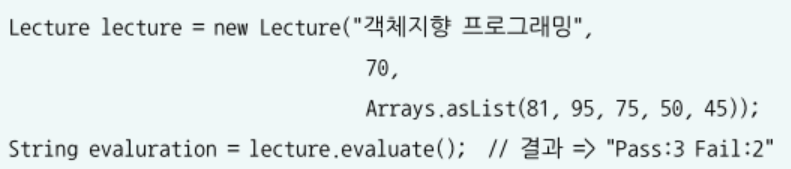 Lecture lecture = new Lecture("객체지향 프로그래밍",
70,
Arrays.asList(81, 95, 75, 50, 45));
String evaluration = lecture.evaluate(); // 결과 => "Pass:3 Fail:2"